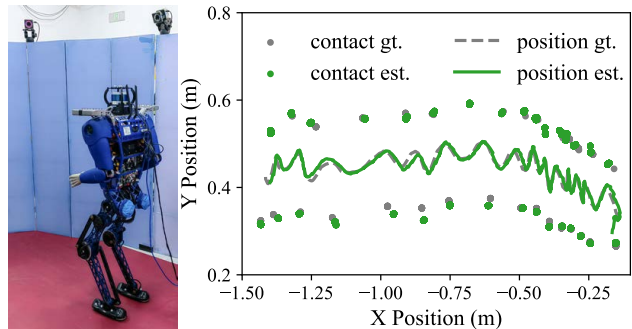 contact gt.
position gt.
contact est.
position est.
0.8
0.6
0.4
0.2
Y Position (m)
−1.50
−1.25
−1.00
−0.75
−0.50
−0.25
X Position (m)